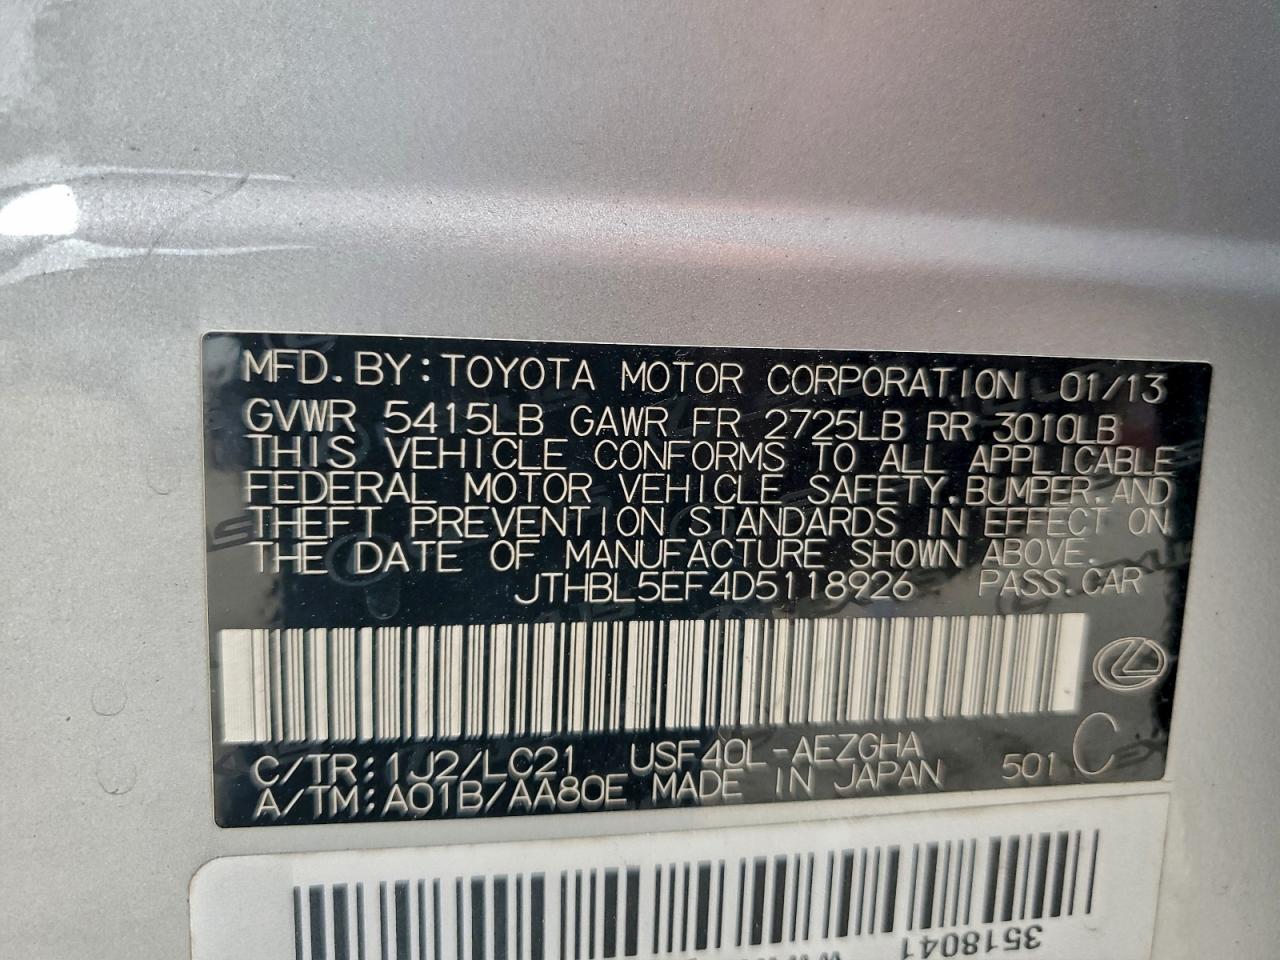 MFD. BY: TOYOTA MOTOR CORPORATION 01/13
GVWR 5415LB GAWR FR 2725LB RR 3010LB
THIS VEHICLE CONFORMS TO ALL APPLICABLE
FEDERAL MOTOR VEHICLE SAFETY, BUMPER, AND
THEFT PREVENTION STANDARDS IN EFFECT ON
THE DATE OF MANUFACTURE SHOWN ABOVE.
JTHBL5EF4D5118926 PASS. CAR
C/TR: 1J2/LC21 USF40L-AEZGHA
A/TM: A01B/AA80E MADE IN JAPAN 501 C
3518041